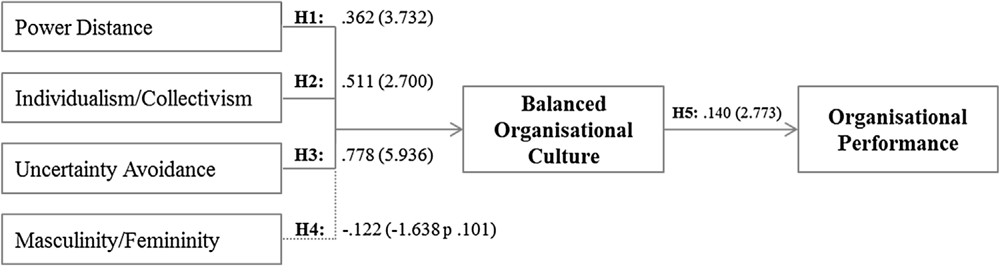 Power Distance
H1: .362 (3.732)
Individualism/Collectivism
H2: .511 (2.700)
Uncertainty Avoidance
H3: .778 (5.936)
Masculinity/Femininity
H4: -.122 (-1.638 p .101)
Balanced
Organisational
Culture
H5: .140 (2.773)
Organisational
Performance